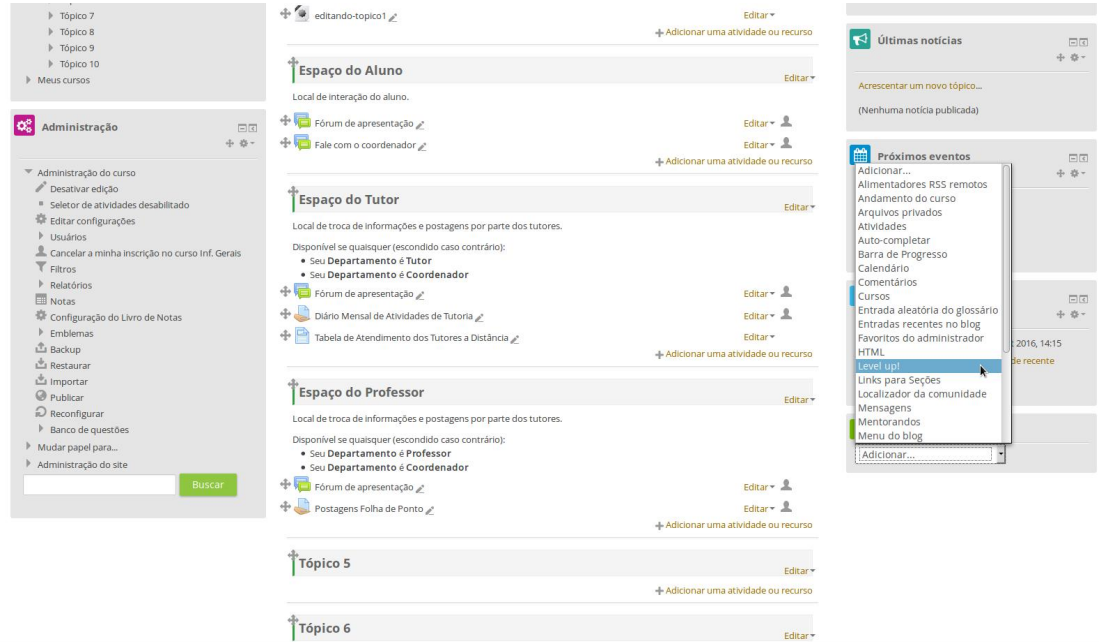 Tópico 7
Tópico 8
Tópico 9
Tópico 10
Meus cursos
Administração
Administração do curso
Desativar edição
Seletor de atividades desabilitado
Editar configurações
Usuários
Cancelar a minha inscrição no curso Inf. Gerais
Filtros
Relatórios
Notas
Configuração do Livro de Notas
Emblemas
Backup
Restaurar
Importar
Publicar
Reconfigurar
Banco de questões
Mudar papel para...
Administração do site
Buscar
editando-topico1 Editar
Adicionar uma atividade ou recurso
Espaço do Aluno
Editar
Local de interação do aluno.
Fórum de apresentação Editar
Fale com o coordenador Editar
Adicionar uma atividade ou recurso
Espaço do Tutor
Editar
Local de troca de informações e postagens por parte dos tutores.
Disponível se quaisquer (escondido caso contrário):
• Seu Departamento é Tutor
• Seu Departamento é Coordenador
Fórum de apresentação Editar
Diário Mensal de Atividades de Tutoria Editar
Tabela de Atendimento dos Tutores a Distância Editar
Adicionar uma atividade ou recurso
Espaço do Professor
Editar
Local de troca de informações e postagens por parte dos tutores.
Disponível se quaisquer (escondido caso contrário):
• Seu Departamento é Professor
• Seu Departamento é Coordenador
Fórum de apresentação Editar
Postagens Folha de Ponto Editar
Adicionar uma atividade ou recurso
Tópico 5
Editar
Adicionar uma atividade ou recurso
Tópico 6
Editar
Últimas notícias
Acrescentar um novo tópico...
(Nenhuma notícia publicada)
Próximos eventos
Adicionar...
Alimentadores RSS remotos
Andamento do curso
Arquivos privados
Atividades
Auto-completar
Barra de Progresso
Calendário
Comentários
Cursos
Entrada aleatória do glossário
Entradas recentes no blog
Favoritos do administrador
2016, 14:15
HTML
de recente
Level up!
Links para Seções
Localizador da comunidade
Mensagens
Mentorandos
Menu do blog
Adicionar...